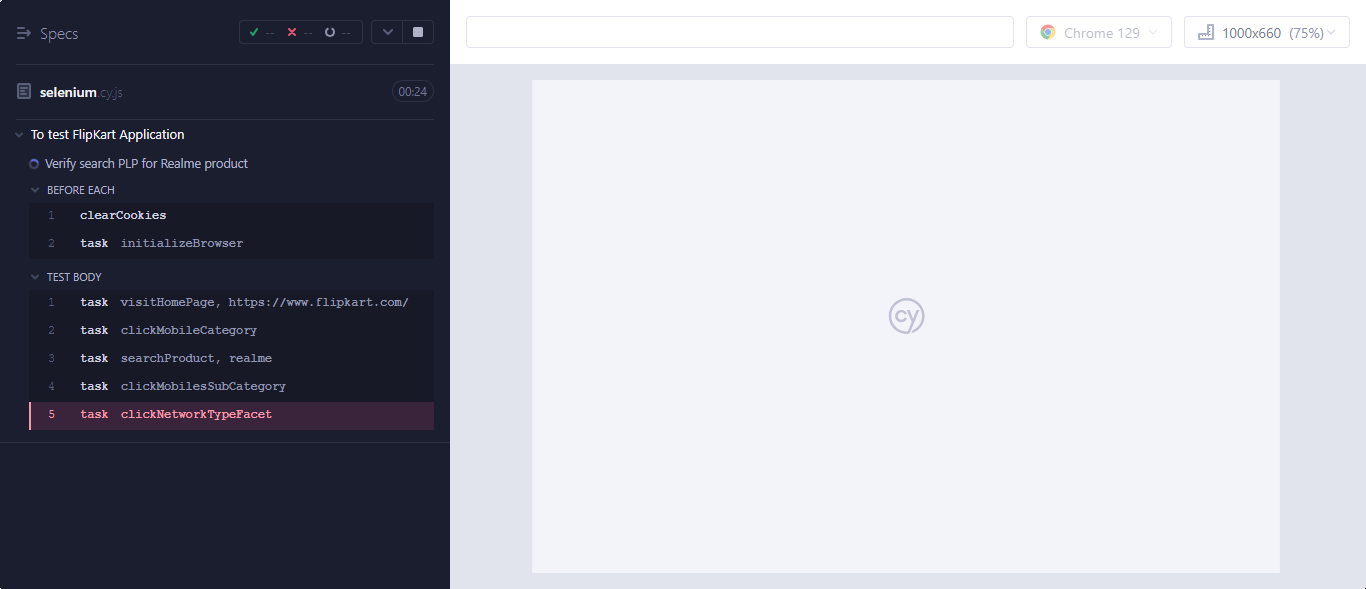 Specs
-- -- --
selenium.cy.js 00:24
To test FlipKart Application
Verify search PLP for Realme product
BEFORE EACH
1 clearCookies
2 task initializeBrowser
TEST BODY
1 task visitHomePage, https://www.flipkart.com/
2 task clickMobileCategory
3 task searchProduct, realme
4 task clickMobilesSubCategory
5 task clickNetworkTypeFacet
Chrome 129
1000x660 (75%)
cy